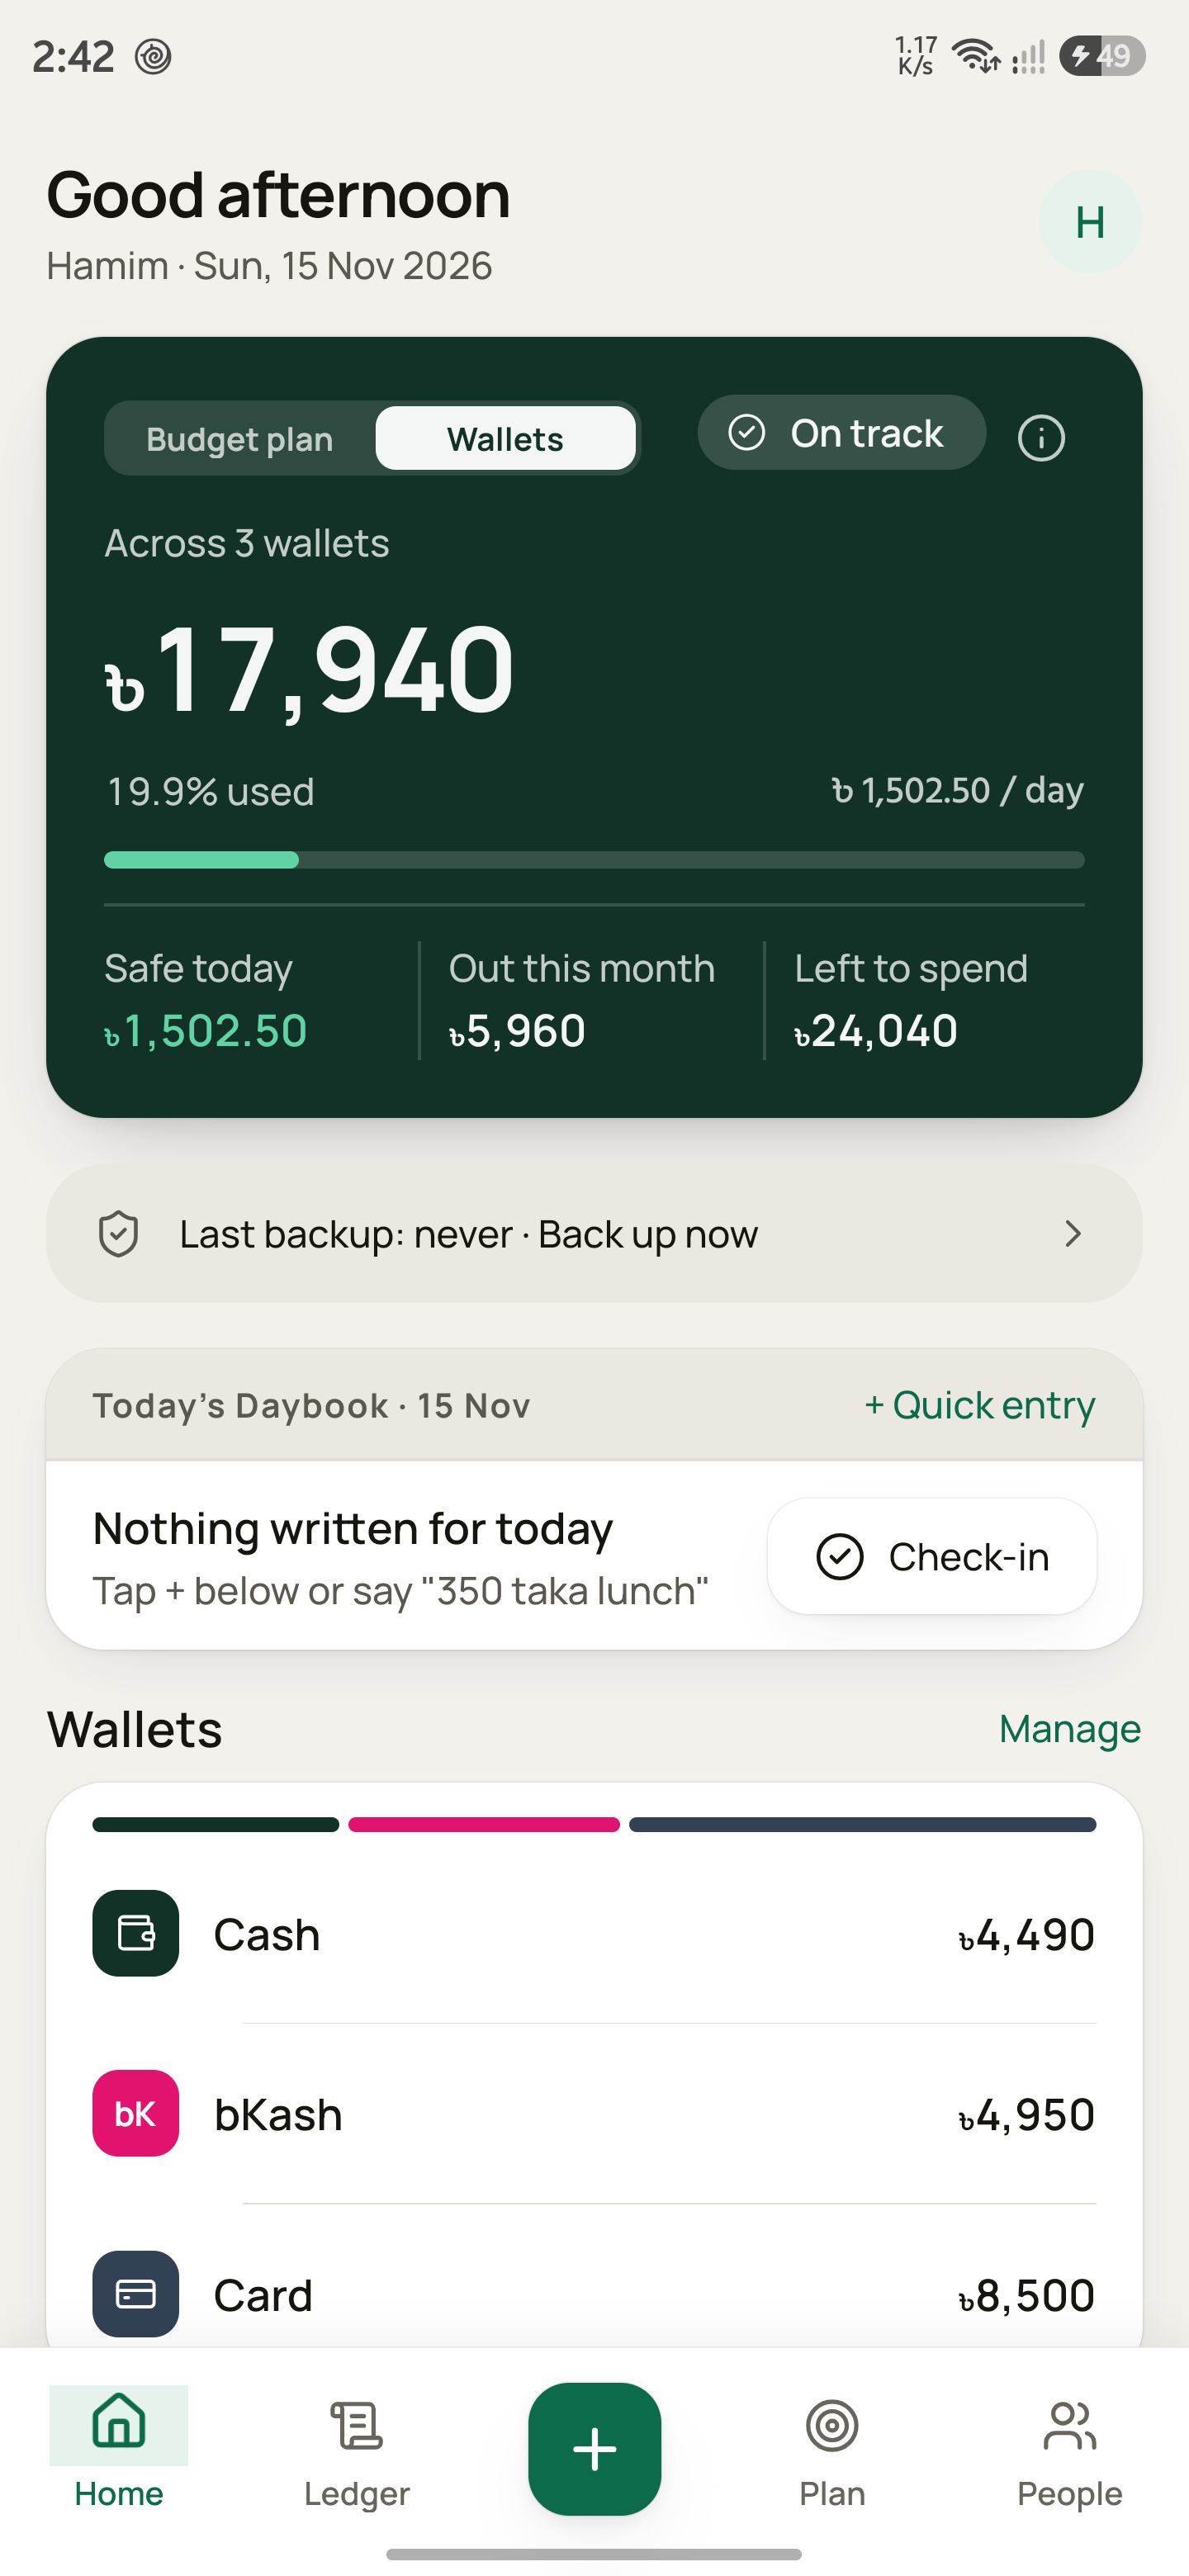 2:42
1.17 K/s
49
Good afternoon
Hamim · Sun, 15 Nov 2026
H
Budget plan
Wallets
On track
Across 3 wallets
৳17,940
19.9% used
৳ 1,502.50 / day
Safe today
৳1,502.50
Out this month
৳5,960
Left to spend
৳24,040
Last backup: never · Back up now
Today's Daybook · 15 Nov
+ Quick entry
Nothing written for today
Tap + below or say "350 taka lunch"
Check-in
Wallets
Manage
Cash
৳4,490
bK
bKash
৳4,950
Card
৳8,500
Home
Ledger
Plan
People